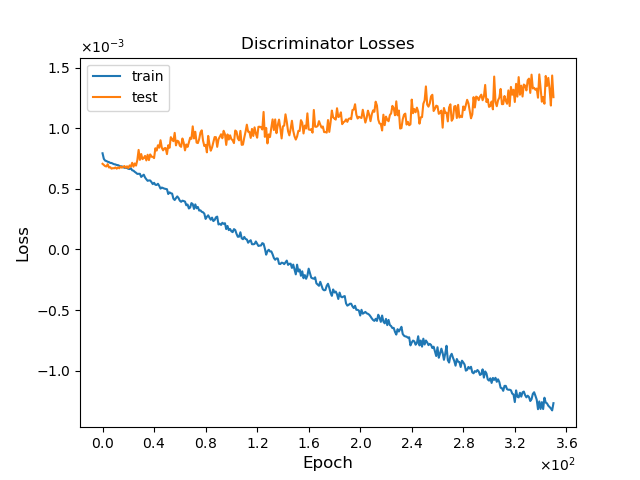 Discriminator Losses
×10⁻³
train
test
1.5
1.0
0.5
0.0
−0.5
−1.0
Loss
0.0 0.4 0.8 1.2 1.6 2.0 2.4 2.8 3.2 3.6
Epoch
×10²